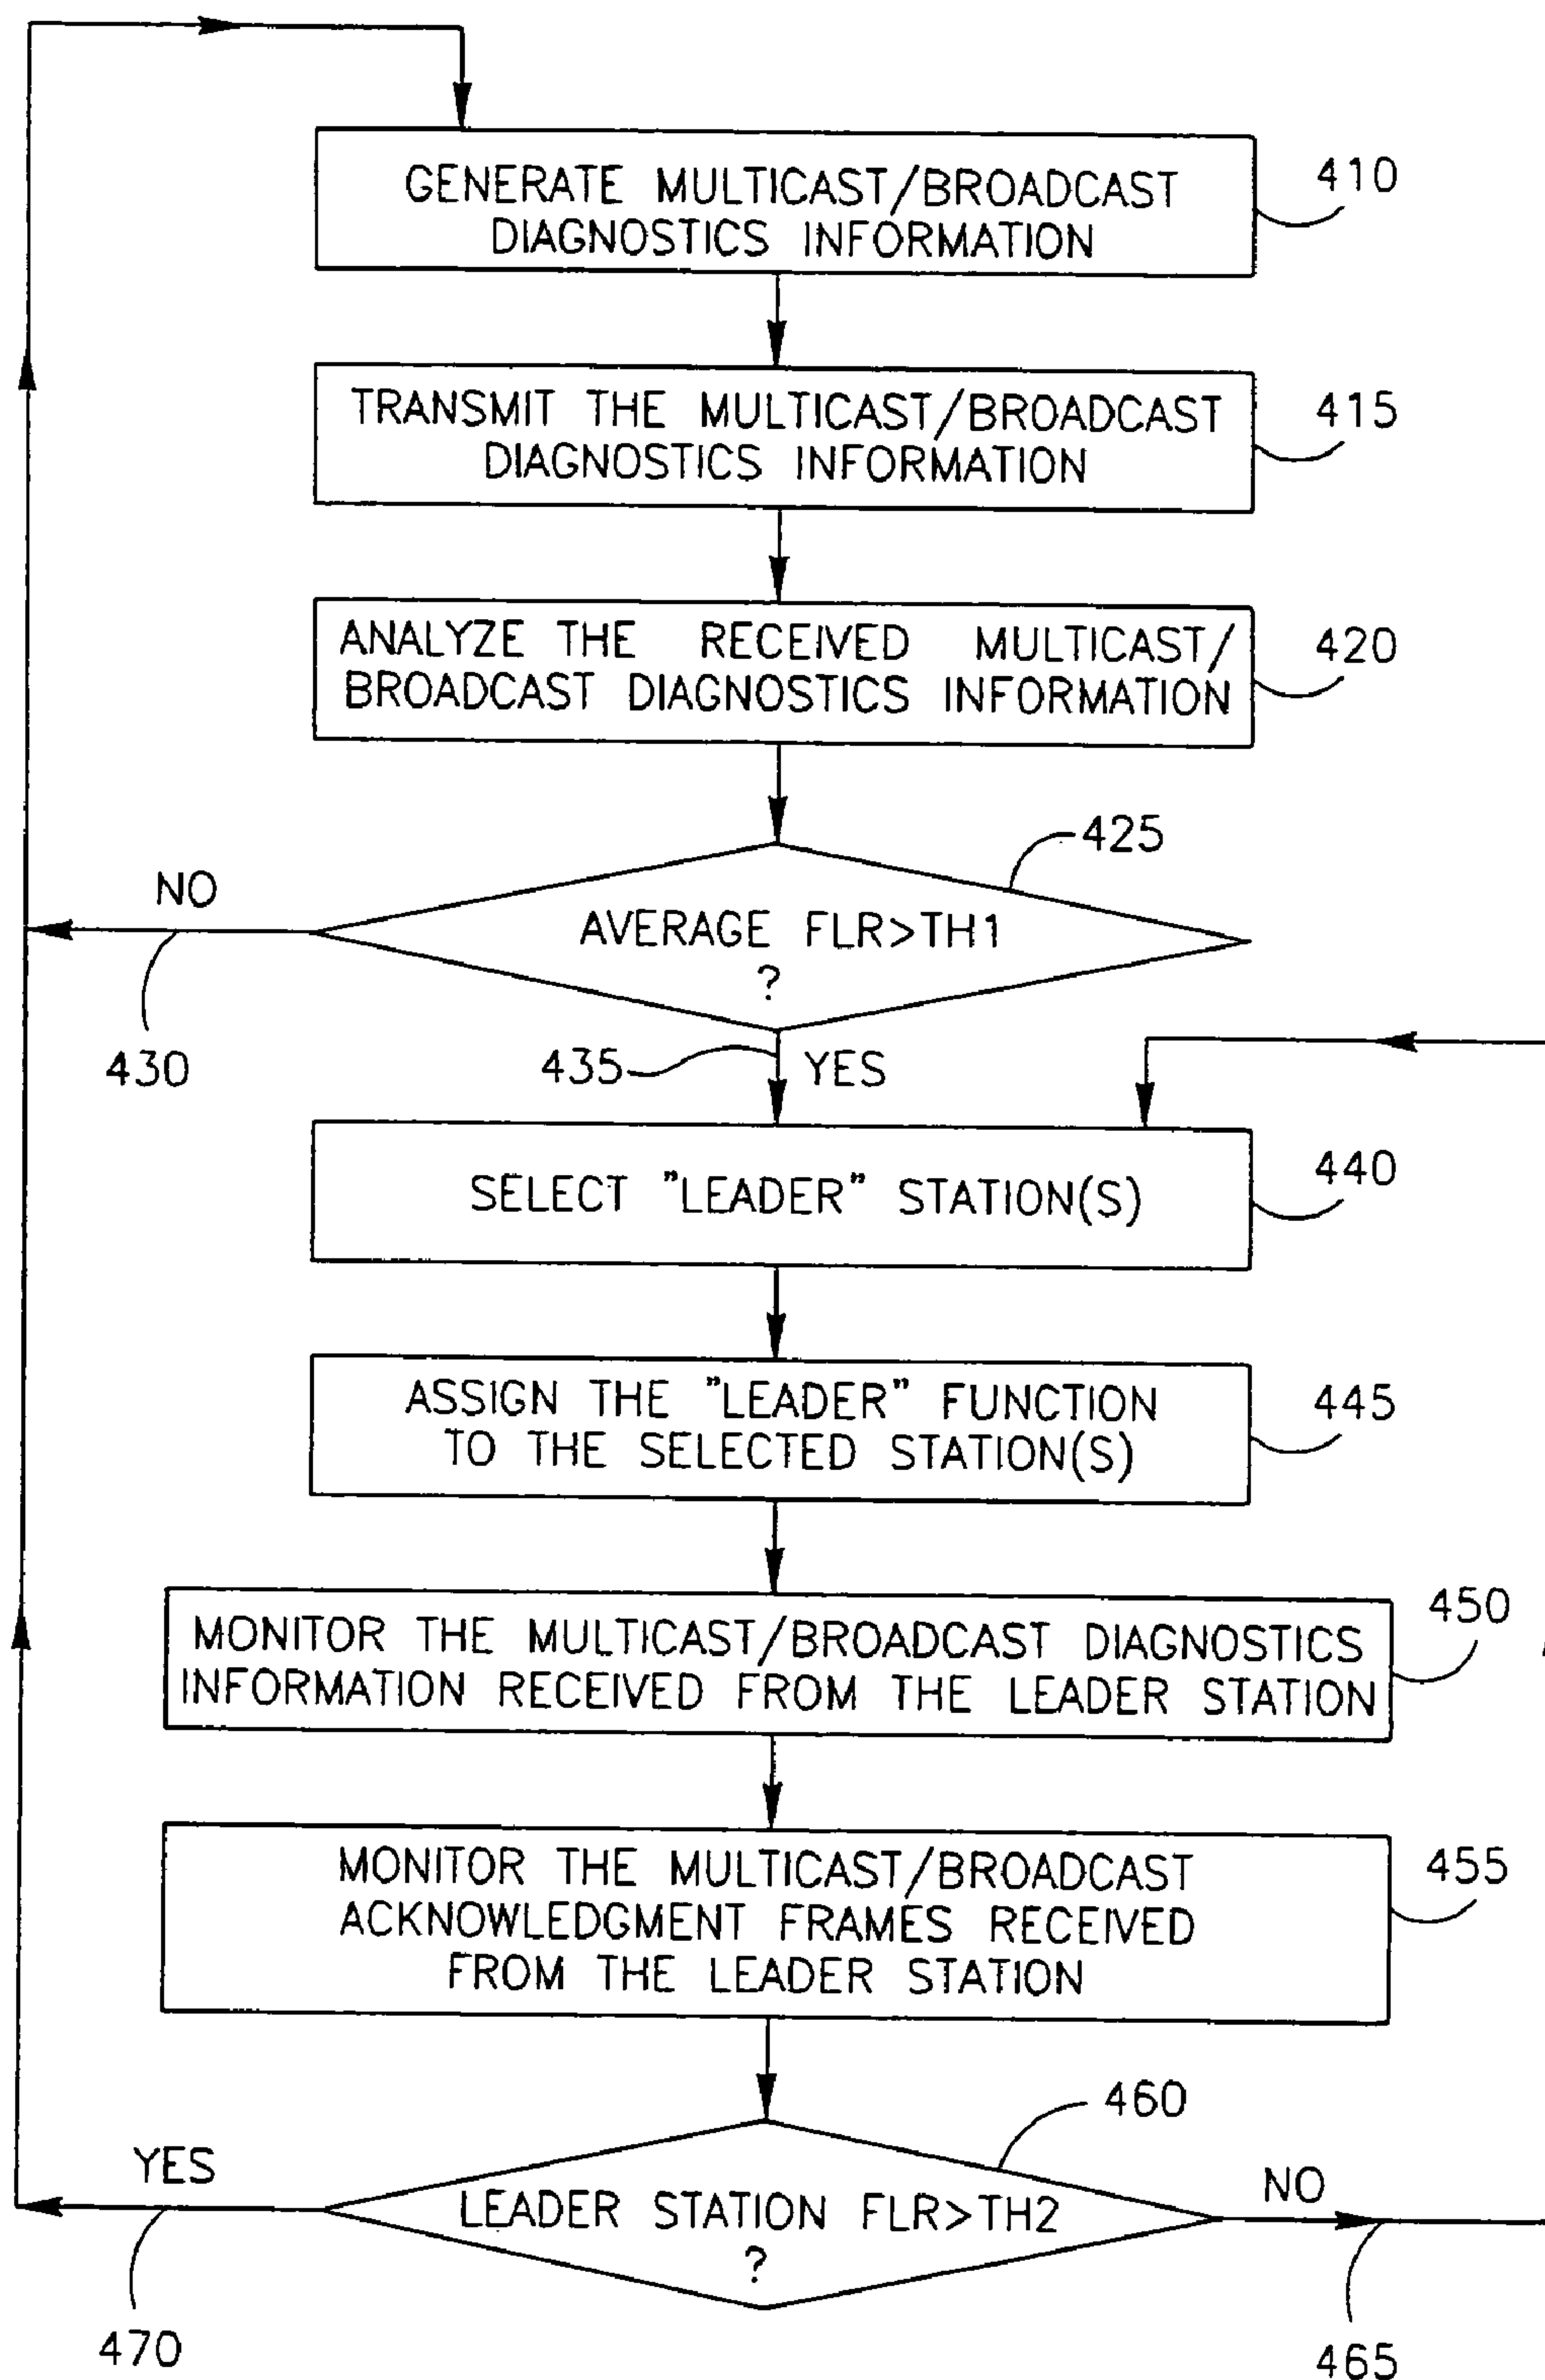 GENERATE MULTICAST/BROADCAST
DIAGNOSTICS INFORMATION
410
TRANSMIT THE MULTICAST/BROADCAST
DIAGNOSTICS INFORMATION
415
ANALYZE THE RECEIVED MULTICAST/
BROADCAST DIAGNOSTICS INFORMATION
420
425
NO
AVERAGE FLR>TH1
?
430
435
YES
SELECT "LEADER" STATION(S)
440
ASSIGN THE "LEADER" FUNCTION
TO THE SELECTED STATION(S)
445
MONITOR THE MULTICAST/BROADCAST DIAGNOSTICS
INFORMATION RECEIVED FROM THE LEADER STATION
450
MONITOR THE MULTICAST/BROADCAST
ACKNOWLEDGMENT FRAMES RECEIVED
FROM THE LEADER STATION
455
460
YES
LEADER STATION FLR>TH2
?
NO
470
465